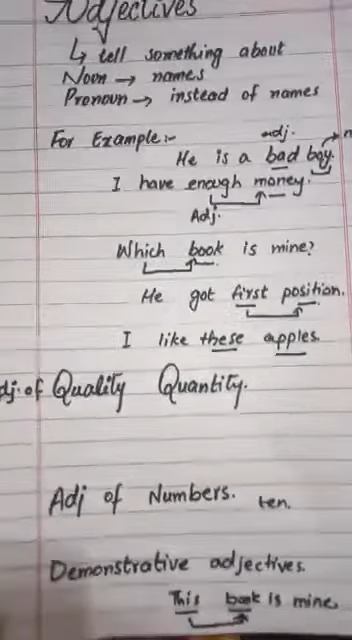 Adjectives
↳ tell something about
Noun → names
Pronoun → instead of names
For Example:-
adj.
He is a bad boy. → n
I have enough money.
Adj.
Which book is mine?
He got first position.
I like these apples.
dj. of Quality Quantity.
Adj of Numbers. ten.
Demonstrative adjectives.
This book is mine.